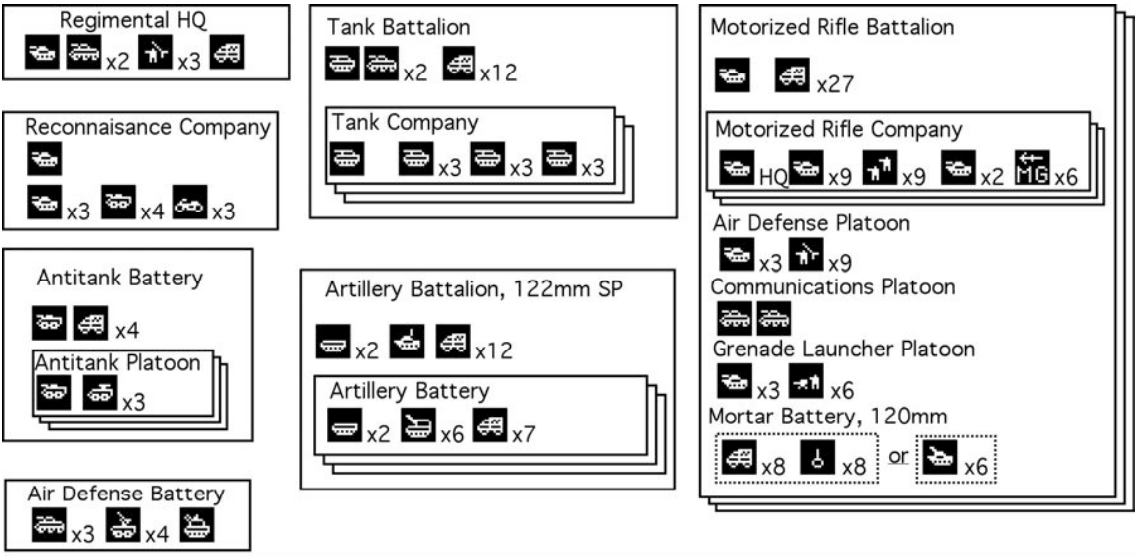 Regimental HQ
x2 x3
Reconnaisance Company
x3 x4 x3
Antitank Battery
x4
Antitank Platoon
x3
Air Defense Battery
x3 x4
Tank Battalion
x2 x12
Tank Company
x3 x3 x3
Artillery Battalion, 122mm SP
x2 x12
Artillery Battery
x2 x6 x7
Motorized Rifle Battalion
x27
Motorized Rifle Company
HQ x9 x9 x2 MG x6
Air Defense Platoon
x3 x9
Communications Platoon
Grenade Launcher Platoon
x3 x6
Mortar Battery, 120mm
x8 x8 or x6